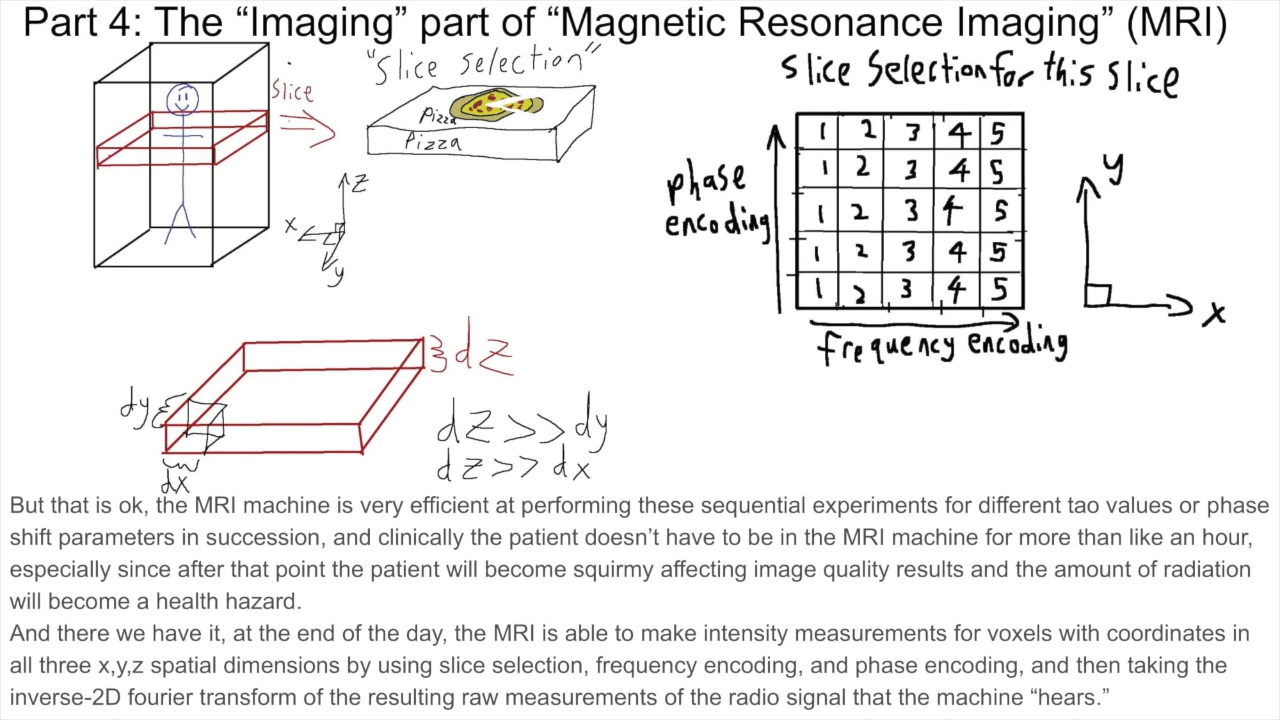 Part 4: The “Imaging” part of “Magnetic Resonance Imaging” (MRI)
"Slice Selection"
slice
Pizza
Pizza
z
x
y
slice Selection for this slice
phase
encoding
1 2 3 4 5
1 2 3 4 5
1 2 3 4 5
1 2 3 4 5
1 2 3 4 5
frequency encoding
y
x
dz
dy
dx
dz>>dy
dz>>dx
But that is ok, the MRI machine is very efficient at performing these sequential experiments for different tao values or phase
shift parameters in succession, and clinically the patient doesn’t have to be in the MRI machine for more than like an hour,
especially since after that point the patient will become squirmy affecting image quality results and the amount of radiation
will become a health hazard.
And there we have it, at the end of the day, the MRI is able to make intensity measurements for voxels with coordinates in
all three x,y,z spatial dimensions by using slice selection, frequency encoding, and phase encoding, and then taking the
inverse-2D fourier transform of the resulting raw measurements of the radio signal that the machine “hears.”